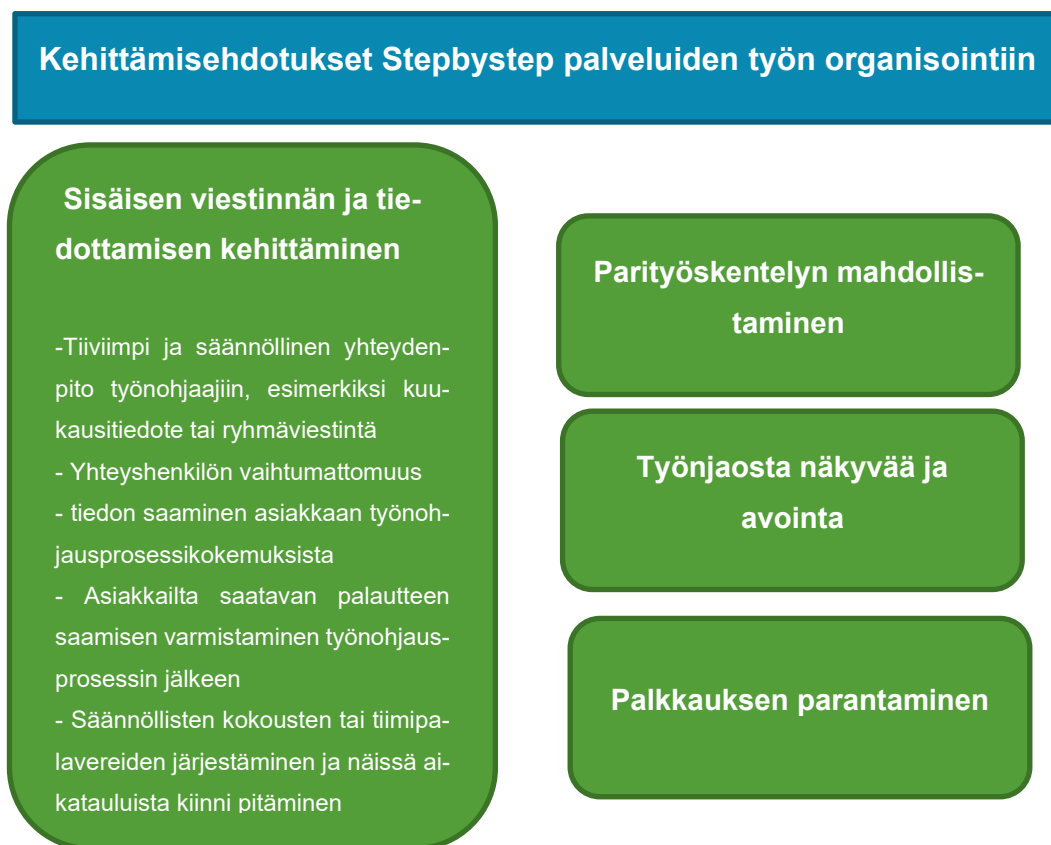 Kehittämisehdotukset Stepbystep palveluiden työn organisointiin
Sisäisen viestinnän ja tie-
dottamisen kehittäminen
-Tiiviimpi ja säännöllinen yhteyden-
pito työnohjaajiin, esimerkiksi kuu-
kausitiedote tai ryhmäviestintä
- Yhteyshenkilön vaihtumattomuus
- tiedon saaminen asiakkaan työnoh-
jausprosessikokemuksista
- Asiakkailta saatavan palautteen
saamisen varmistaminen työnohjaus-
prosessin jälkeen
- Säännöllisten kokousten tai tiimipa-
lavereiden järjestäminen ja näissä ai-
katauluista kiinni pitäminen
Parityöskentelyn mahdollis-
taminen
Työnjaosta näkyvää ja
avointa
Palkkauksen parantaminen